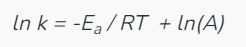 ln k = -Eₐ / RT + ln(A)